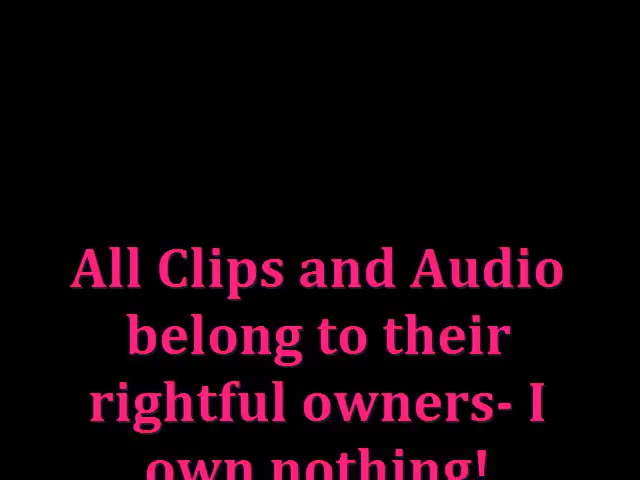 All Clips and Audio
belong to their
rightful owners- I
own nothing!